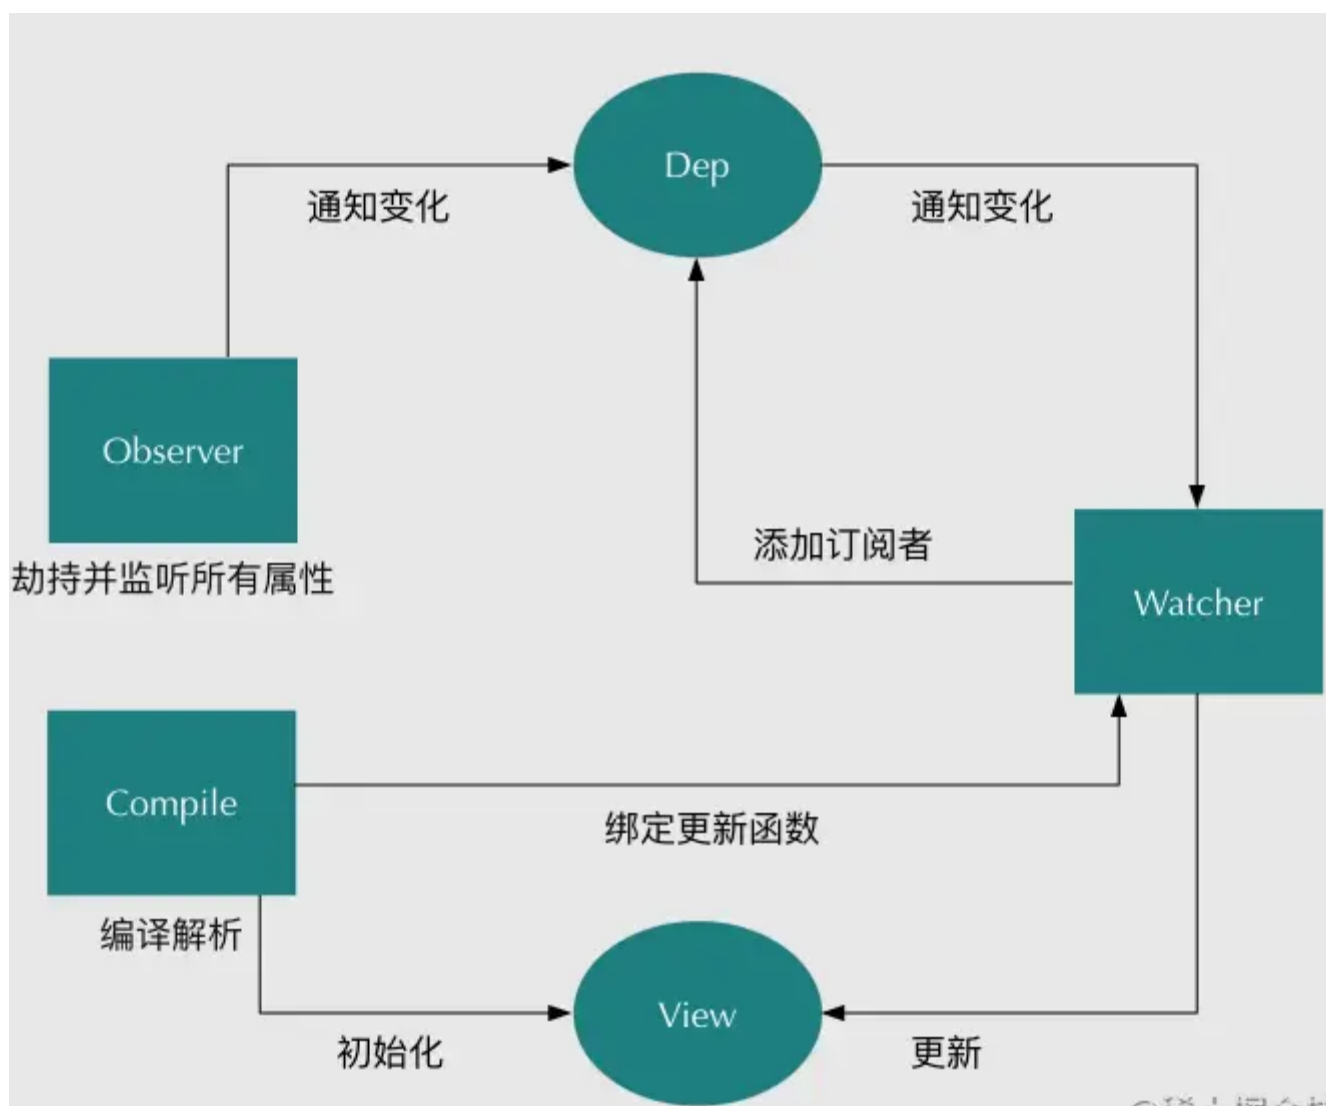 Dep
通知变化
通知变化
Observer
劫持并监听所有属性
添加订阅者
Watcher
Compile
绑定更新函数
编译解析
View
初始化
更新